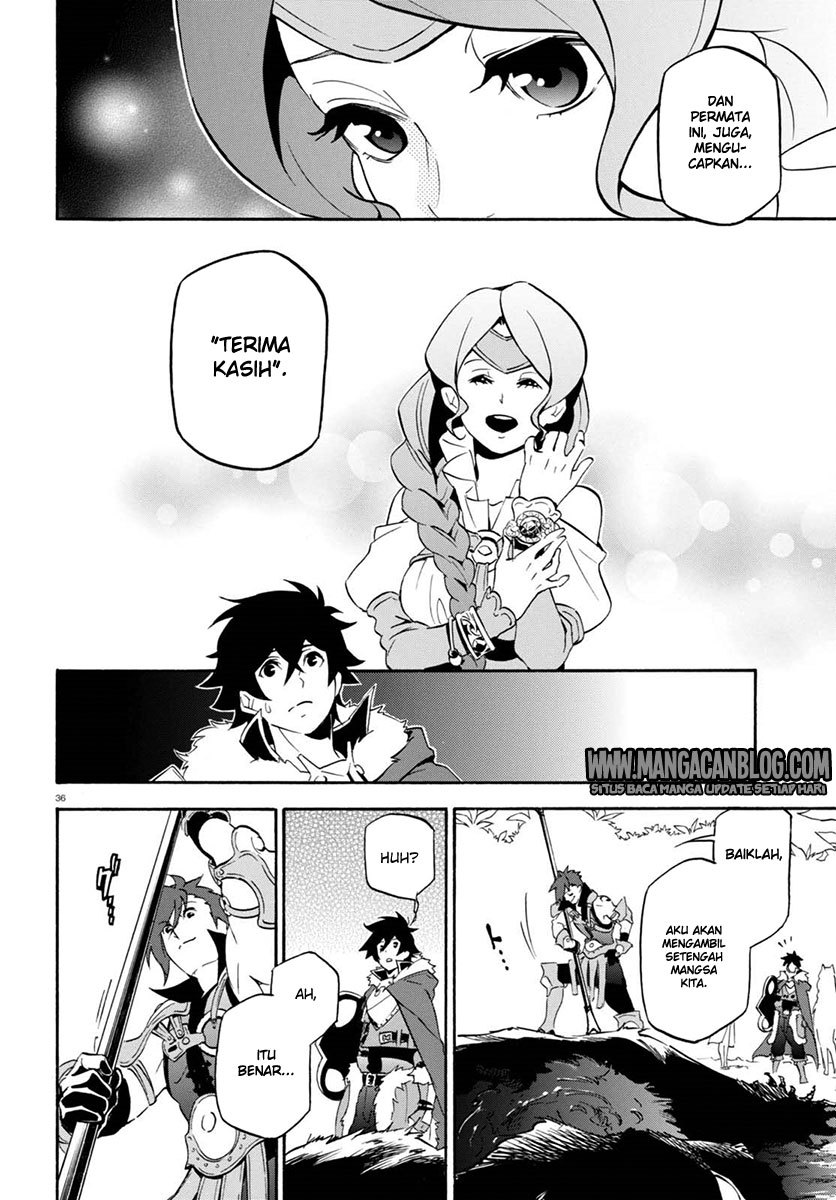 DAN
PERMATA
INI, JUGA,
MENGU-
CAPKAN...
"TERIMA
KASIH".
WWW.MANGACANBLOG.COM
SITUS BACA MANGA UPDATE SETIAP HARI
36
BAIKLAH,
AKU AKAN
MENGAMBIL
SETENGAH
MANGSA
KITA.
HUH?
AH,
ITU
BENAR...